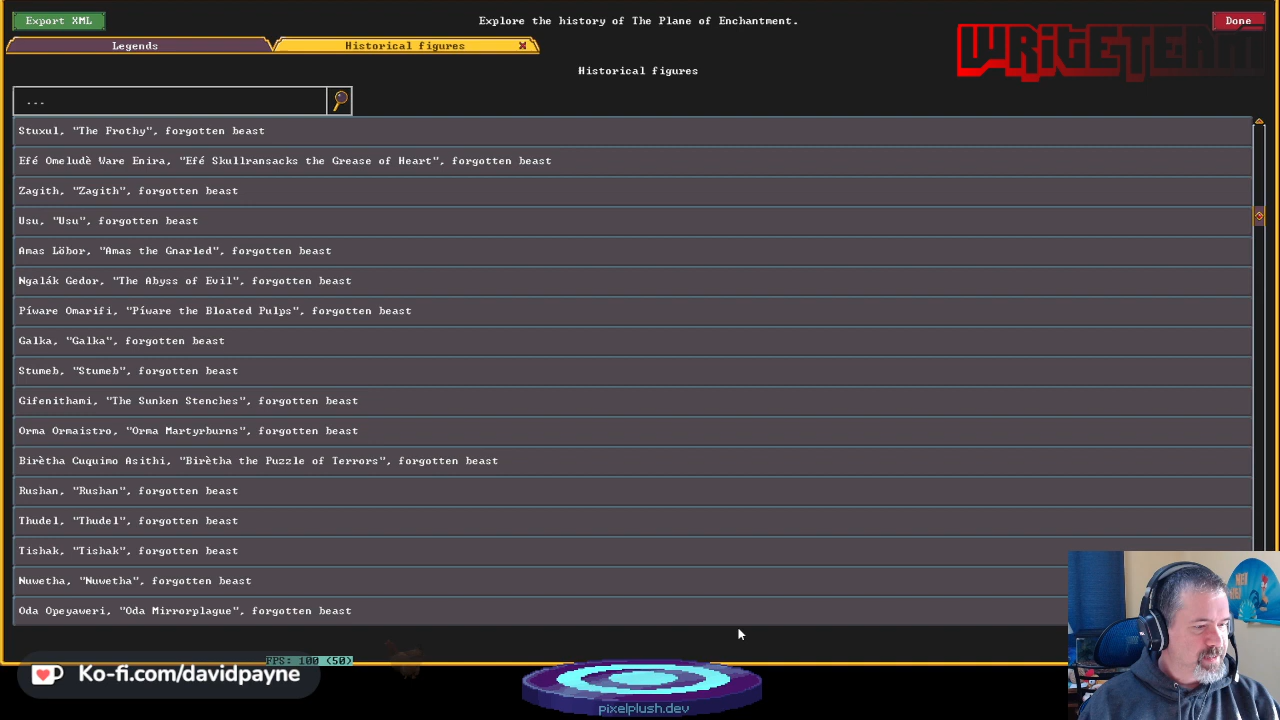 Export XML
Explore the history of The Plane of Enchantment.
Done
Legends
Historical figures
WRITETEAM
Historical figures
...
Stuxul, "The Frothy", forgotten beast
Efé Omeludè Ware Enira, "Efé Skullransacks the Grease of Heart", forgotten beast
Zagith, "Zagith", forgotten beast
Usu, "Usu", forgotten beast
Amas Löbor, "Amas the Gnarled", forgotten beast
Ngalák Gedor, "The Abyss of Evil", forgotten beast
Píware Omarifi, "Píware the Bloated Pulps", forgotten beast
Galka, "Galka", forgotten beast
Stumeb, "Stumeb", forgotten beast
Gifenithami, "The Sunken Stenches", forgotten beast
Orma Ormaistro, "Orma Martyrburns", forgotten beast
Birètha Cuquimo Asithi, "Birètha the Puzzle of Terrors", forgotten beast
Rushan, "Rushan", forgotten beast
Thudel, "Thudel", forgotten beast
Tishak, "Tishak", forgotten beast
Nuwetha, "Nuwetha", forgotten beast
Oda Opeyaweri, "Oda Mirrorplague", forgotten beast
FPS: 100 (50)
Ko-fi.com/davidpayne
pixelplush.dev